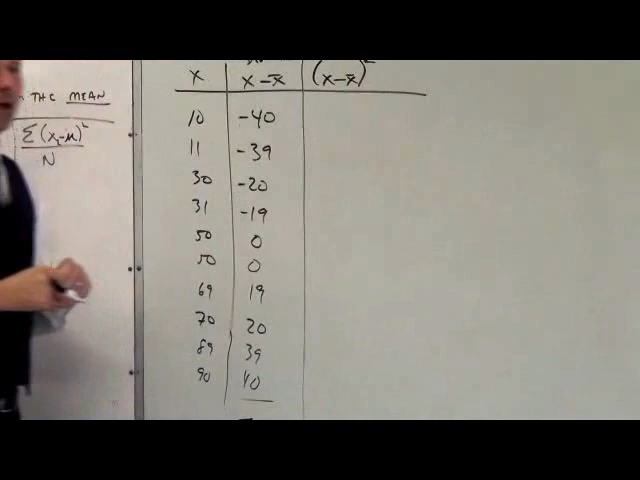 THE MEAN
Σ(xᵢ-μ)²
N
x x-x̄ (x-x̄)²
10 -40
11 -39
30 -20
31 -19
50 0
50 0
69 19
70 20
89 39
90 40